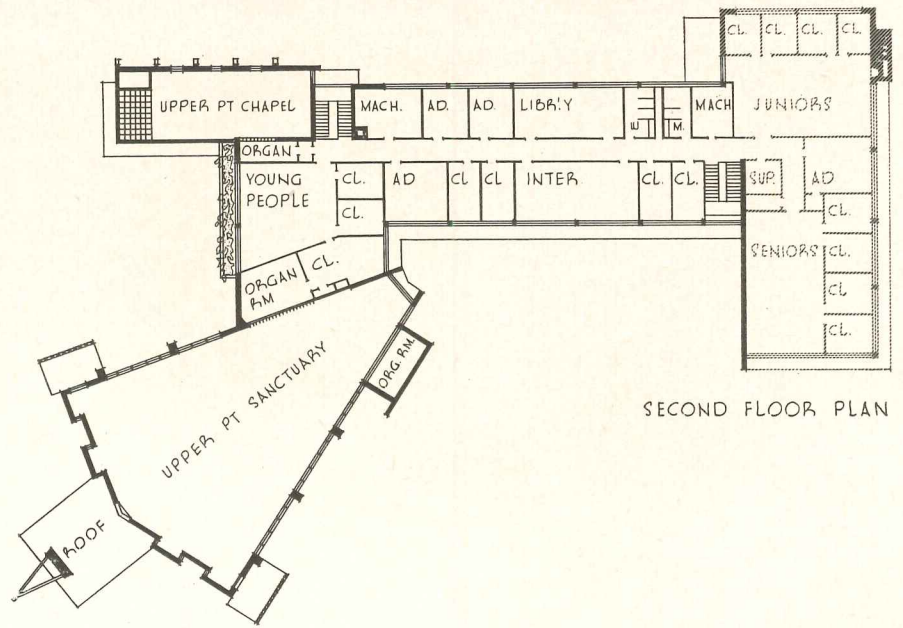 CL. CL. CL. CL.
UPPER PT CHAPEL
MACH. AD. AD. LIBR'Y
W. M. MACH
JUNIORS
ORGAN
YOUNG
PEOPLE
CL.
CL.
AD CL CL INTER CL. CL.
SUP. AD
CL.
SENIORS CL.
CL
CL.
ORGAN
RM
CL.
ORG. RM.
UPPER PT SANCTUARY
ROOF
SECOND FLOOR PLAN